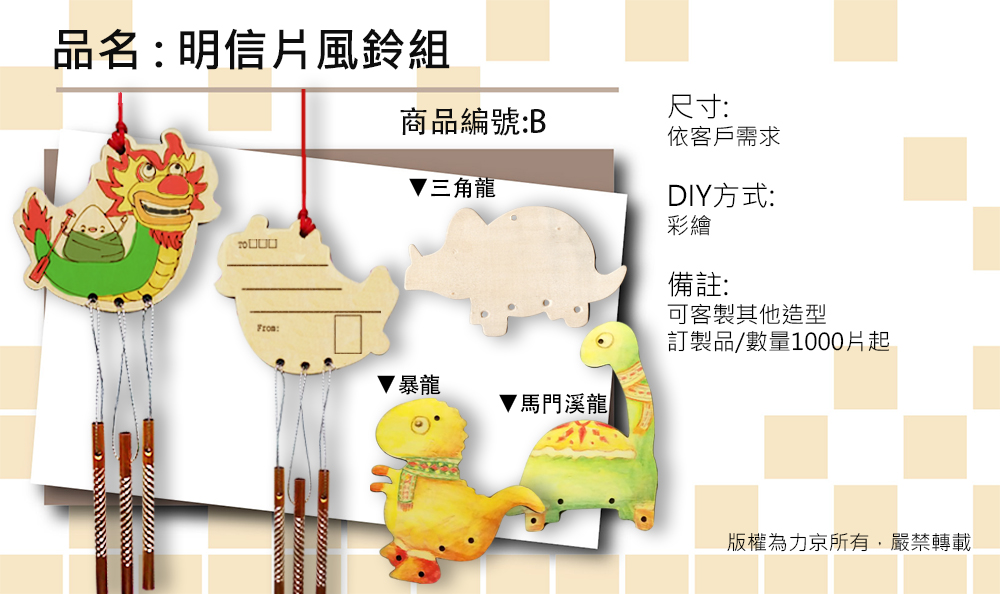 品名 : 明信片風鈴組
商品編號:B
尺寸:
依客戶需求
DIY方式:
彩繪
備註:
可客製其他造型
訂製品/數量1000片起
▼三角龍
TO□□□
From:
▼暴龍
▼馬門溪龍
版權為力京所有，嚴禁轉載